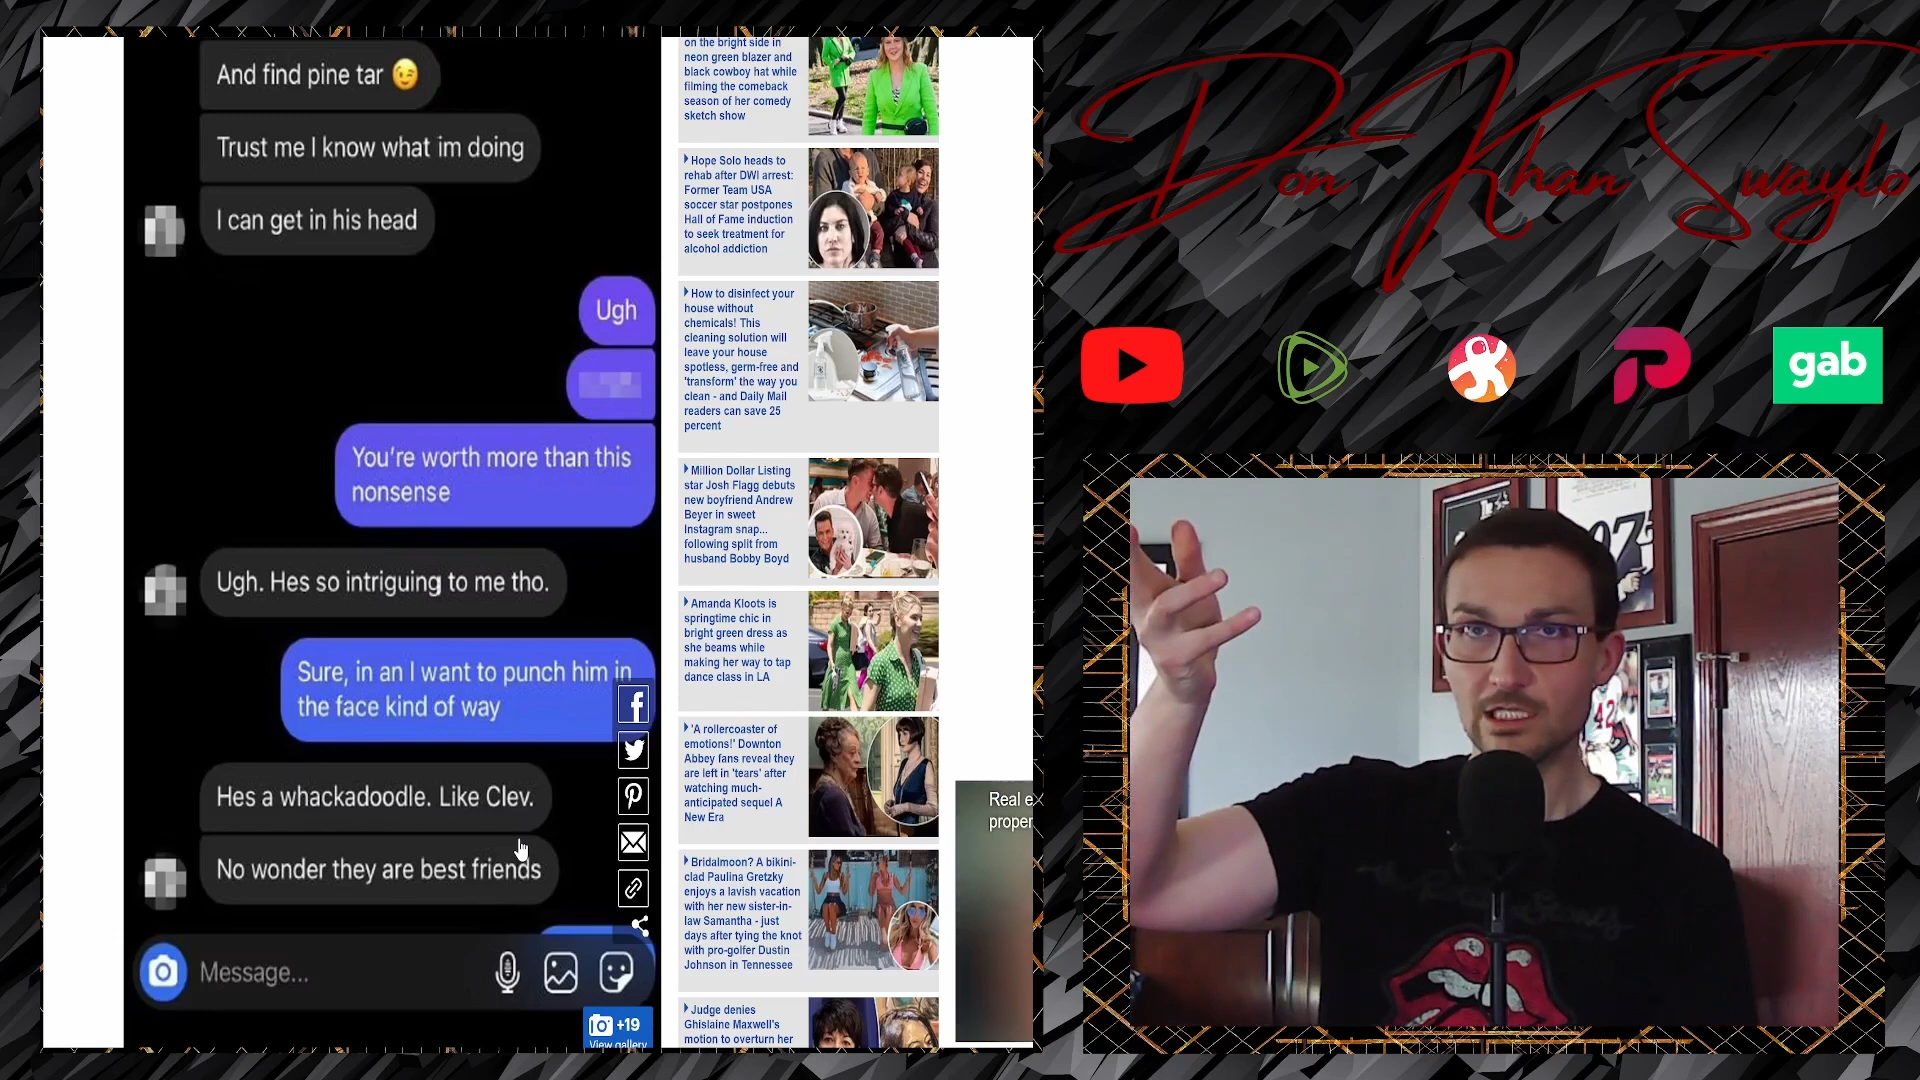 And find pine tar 😉
Trust me I know what im doing
I can get in his head
Ugh
You're worth more than this
nonsense
Ugh. Hes so intriguing to me tho.
Sure, in an I want to punch him in
the face kind of way
Hes a whackadoodle. Like Clev.
No wonder they are best friends
Message...
+19
View gallery
on the bright side in
neon green blazer and
black cowboy hat while
filming the comeback
season of her comedy
sketch show
Hope Solo heads to
rehab after DWI arrest:
Former Team USA
soccer star postpones
Hall of Fame induction
to seek treatment for
alcohol addiction
How to disinfect your
house without
chemicals! This
cleaning solution will
leave your house
spotless, germ-free and
'transform' the way you
clean - and Daily Mail
readers can save 25
percent
Million Dollar Listing
star Josh Flagg debuts
new boyfriend Andrew
Beyer in sweet
Instagram snap...
following split from
husband Bobby Boyd
Amanda Kloots is
springtime chic in
bright green dress as
she beams while
making her way to tap
dance class in LA
'A rollercoaster of
emotions!' Downton
Abbey fans reveal they
are left in 'tears' after
watching much-
anticipated sequel A
New Era
Bridalmoon? A bikini-
clad Paulina Gretzky
enjoys a lavish vacation
with her new sister-in-
law Samantha - just
days after tying the knot
with pro-golfer Dustin
Johnson in Tennessee
Judge denies
Ghislaine Maxwell's
motion to overturn her
Real e
proper
Don Khan Swaylo
gab
42